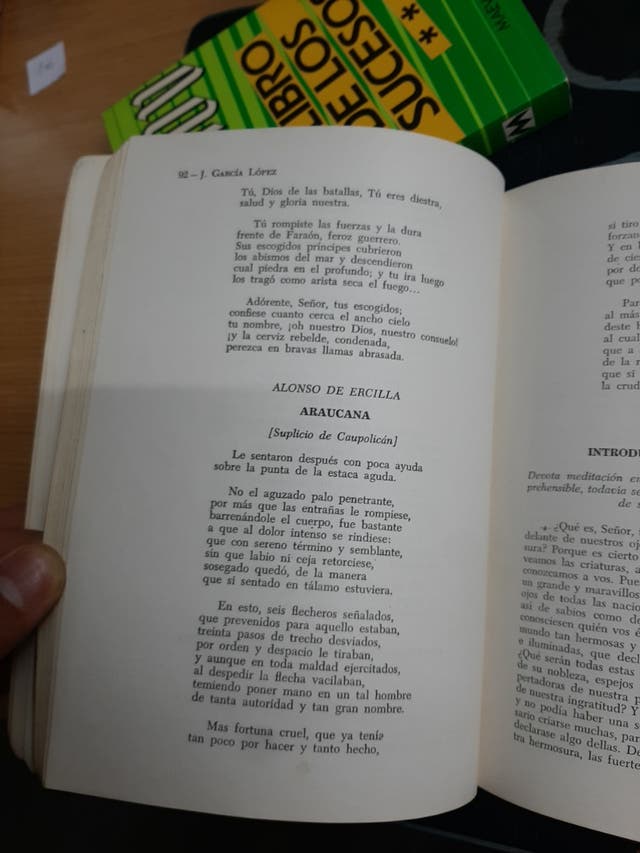 LIBRO
DE LOS
SUCESOS
**
MAEV
92 — J. García López
Tú, Dios de las batallas, Tú eres diestra,
salud y gloria nuestra.
Tú rompiste las fuerzas y la dura
frente de Faraón, feroz guerrero.
Sus escogidos príncipes cubrieron
los abismos del mar y descendieron
cual piedra en el profundo; y tu ira luego
los tragó como arista seca el fuego...
Adórente, Señor, tus escogidos;
confiese cuanto cerca el ancho cielo
tu nombre, ¡oh nuestro Dios, nuestro consuelo!
¡y la cerviz rebelde, condenada,
perezca en bravas llamas abrasada.
ALONSO DE ERCILLA
ARAUCANA
[Suplicio de Caupolicán]
Le sentaron después con poca ayuda
sobre la punta de la estaca aguda.
No el aguzado palo penetrante,
por más que las entrañas le rompiese,
barrenándole el cuerpo, fue bastante
a que al dolor intenso se rindiese:
que con sereno término y semblante,
sin que labio ni ceja retorciese,
sosegado quedó, de la manera
que si sentado en tálamo estuviera.
En esto, seis flecheros señalados,
que prevenidos para aquello estaban,
treinta pasos de trecho desviados,
por orden y despacio le tiraban,
y aunque en toda maldad ejercitados,
al despedir la flecha vacilaban,
temiendo poner mano en un tal hombre
de tanta autoridad y tan gran nombre.
Mas fortuna cruel, que ya tenía
tan poco por hacer y tanto hecho,
si tiro
forzan
Y en l
de cie
por do
que po
Par
al más
deste b
al cual
que a
de la r
que si
la crud
INTRODU
Devota meditación en
prehensible, todavía se
de s
¿Qué es, Señor,
delante de nuestros oj
sura? Porque es cierto
veamos las criaturas, a
conozcamos a vos. Pue
un grande y maravillos
ojos de todas las nacio
así de sabios como de
conosciesen quién vos e
mundo tan hermosas y
e iluminadas, que decl
¿Qué serán todas estas
de su nobleza, espejos
pertadoras de nuestra p
de nuestra ingratitud? Y
y no podía haber una s
sario criarse muchas, par
declarase algo dellas. De
tra hermosura, las fuerte